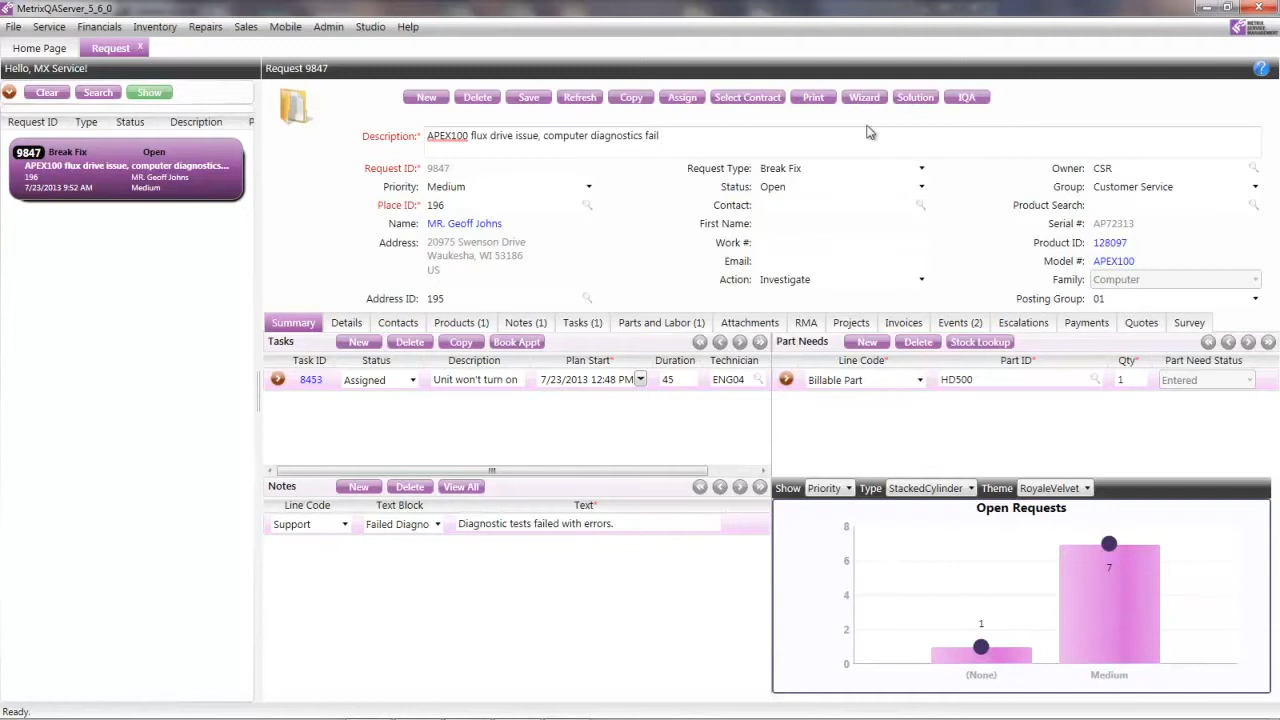 MetrixQAServer_5_6_0
File Service Financials Inventory Repairs Sales Mobile Admin Studio Help
METRIX SERVICE MANAGEMENT
Home Page Request x
Hello, MX Service!
Clear Search Show
Request ID Type Status Description P
9847 Break Fix Open
APEX100 flux drive issue, computer diagnostics...
196 MR. Geoff Johns
7/23/2013 9:52 AM Medium
Request 9847
New Delete Save Refresh Copy Assign Select Contract Print Wizard Solution IQA
Description:* APEX100 flux drive issue, computer diagnostics fail
Request ID:* 9847 Request Type: Break Fix Owner: CSR
Priority: Medium Status: Open Group: Customer Service
Place ID:* 196 Contact: Product Search:
Name: MR. Geoff Johns First Name: Serial #: AP72313
Address: 20975 Swenson Drive Work #: Product ID: 128097
Waukesha, WI 53186 Email: Model #: APEX100
US Action: Investigate Family: Computer
Address ID: 195 Posting Group: 01
Summary Details Contacts Products (1) Notes (1) Tasks (1) Parts and Labor (1) Attachments RMA Projects Invoices Events (2) Escalations Payments Quotes Survey
Tasks New Delete Copy Book Appt
Task ID Status Description Plan Start* Duration Technician
8453 Assigned Unit won't turn on 7/23/2013 12:48 PM 45 ENG04
Part Needs New Delete Stock Lookup
Line Code* Part ID* Qty* Part Need Status
Billable Part HD500 1 Entered
Notes New Delete View All
Line Code Text Block Text*
Support Failed Diagno Diagnostic tests failed with errors.
Show Priority Type StackedCylinder Theme RoyaleVelvet
Open Requests
8
6
4
2
0
1
7
(None) Medium
Ready.